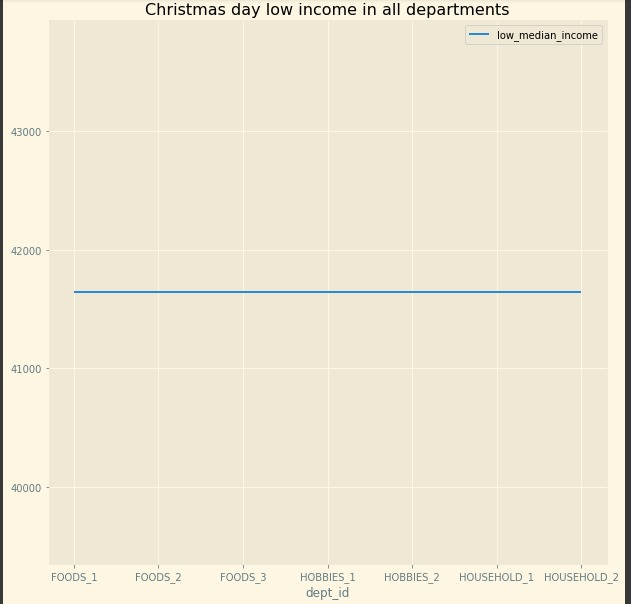 Christmas day low income in all departments
low_median_income
43000
42000
41000
40000
FOODS_1 FOODS_2 FOODS_3 HOBBIES_1 HOBBIES_2 HOUSEHOLD_1 HOUSEHOLD_2
dept_id